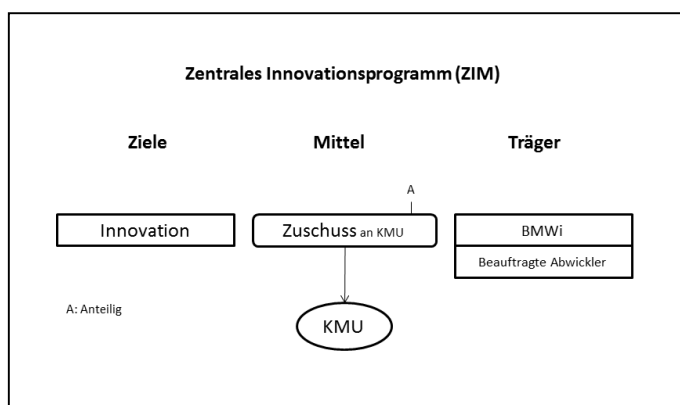 Zentrales Innovationsprogramm (ZIM)
Ziele
Mittel
Träger
A
Innovation
Zuschuss an KMU
BMWi
Beauftragte Abwickler
A: Anteilig
KMU